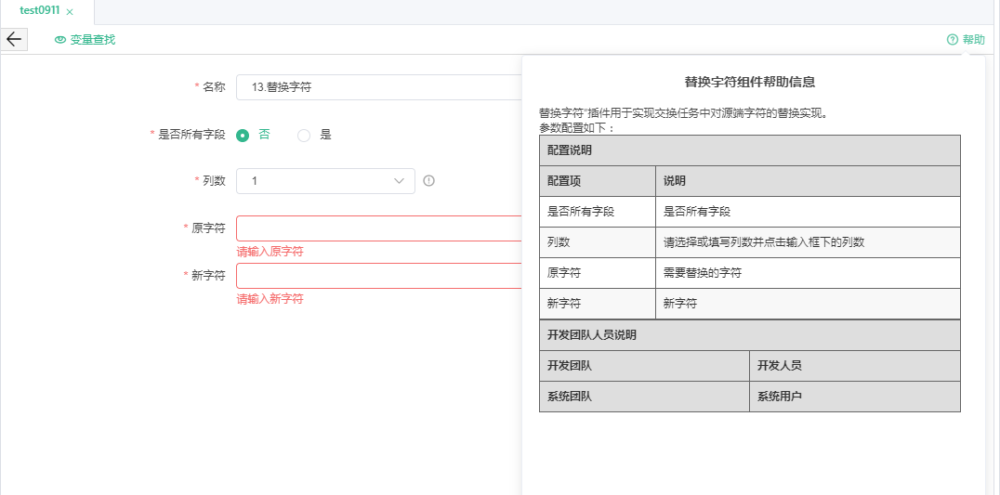 test0911
变量查找
帮助
* 名称 13.替换字符
* 是否所有字段 否 是
* 列数 1
* 原字符
请输入原字符
* 新字符
请输入新字符
替换字符组件帮助信息
替换字符"插件用于实现交换任务中对源端字符的替换实现。
参数配置如下：
配置说明
配置项 说明
是否所有字段 是否所有字段
列数 请选择或填写列数并点击输入框下的列数
原字符 需要替换的字符
新字符 新字符
开发团队人员说明
开发团队 开发人员
系统团队 系统用户